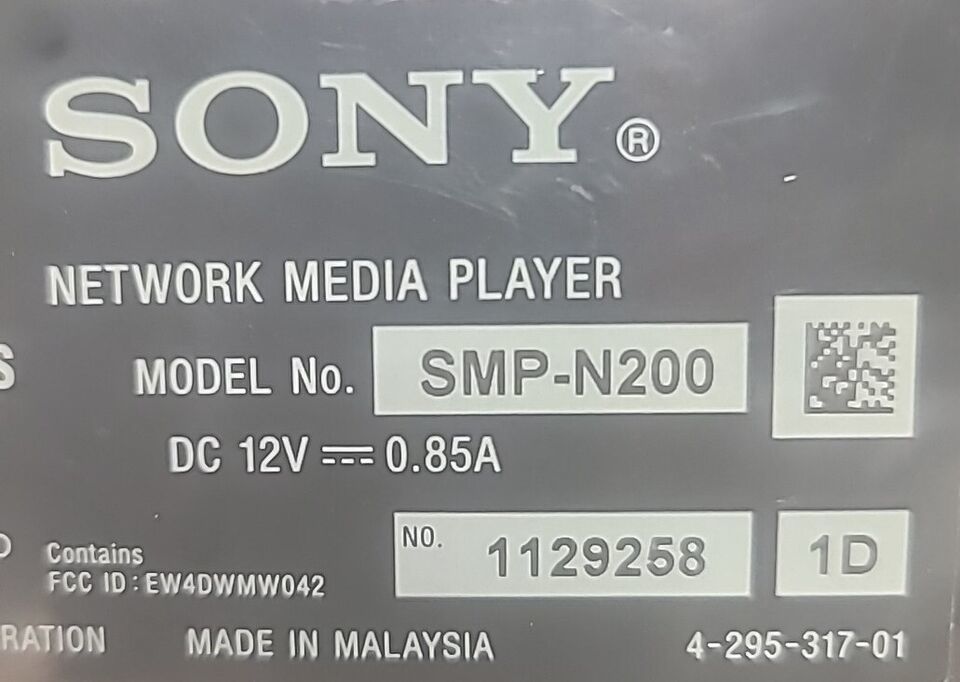 SONY®
NETWORK MEDIA PLAYER
S
MODEL No. SMP-N200
DC 12V ⎓ 0.85A
NO. 1129258 1D
Contains
FCC ID : EW4DWMW042
RATION MADE IN MALAYSIA 4-295-317-01